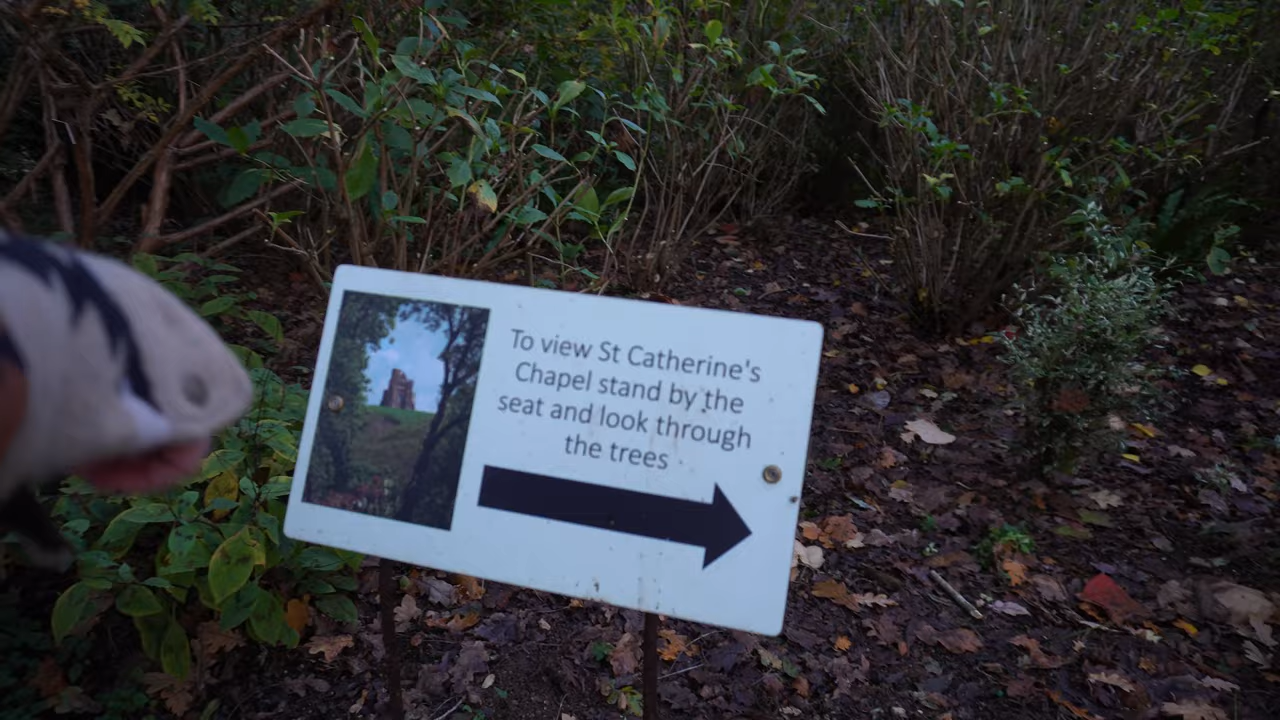 To view St Catherine's
Chapel stand by the
seat and look through
the trees